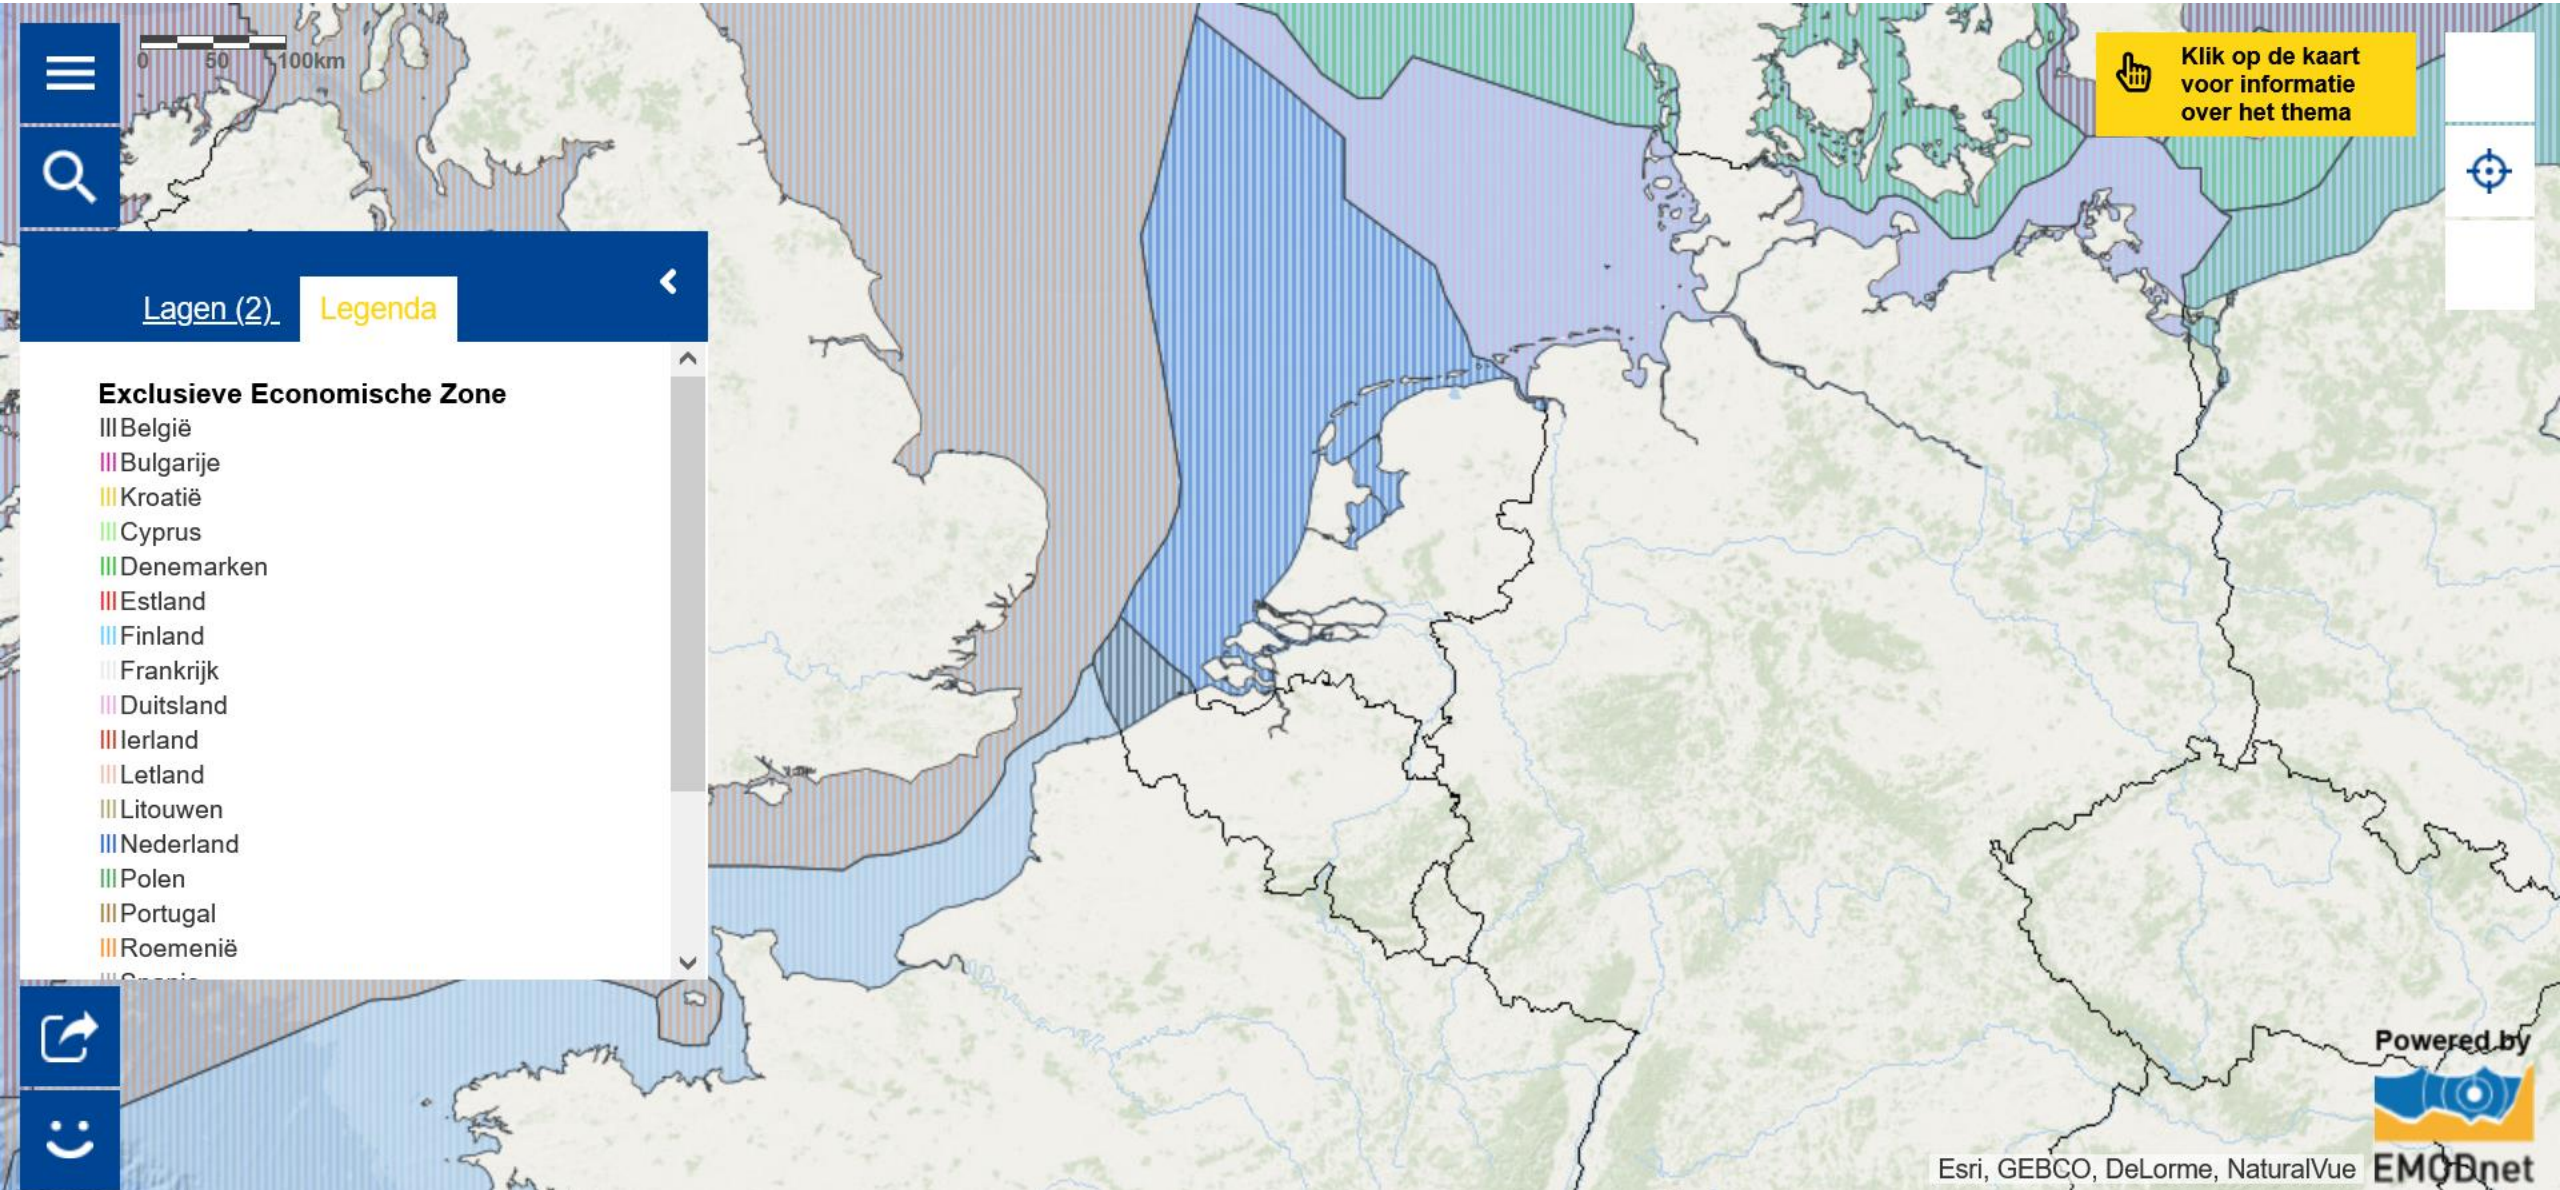 0 50 100km
Klik op de kaart
voor informatie
over het thema
Lagen (2)
Legenda
Exclusieve Economische Zone
België
Bulgarije
Kroatië
Cyprus
Denemarken
Estland
Finland
Frankrijk
Duitsland
Ierland
Letland
Litouwen
Nederland
Polen
Portugal
Roemenië
Powered by
EMODnet
Esri, GEBCO, DeLorme, NaturalVue